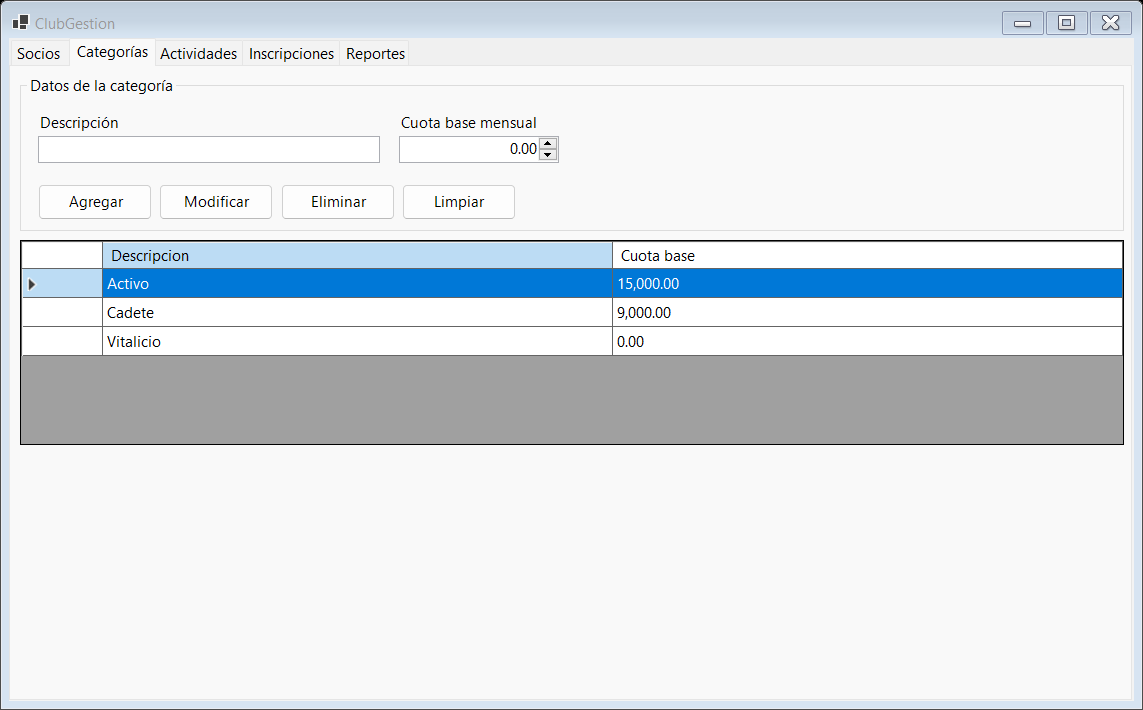 ClubGestion
Socios Categorías Actividades Inscripciones Reportes
Datos de la categoría
Descripción Cuota base mensual
0.00
Agregar Modificar Eliminar Limpiar
Descripcion Cuota base
Activo 15,000.00
Cadete 9,000.00
Vitalicio 0.00